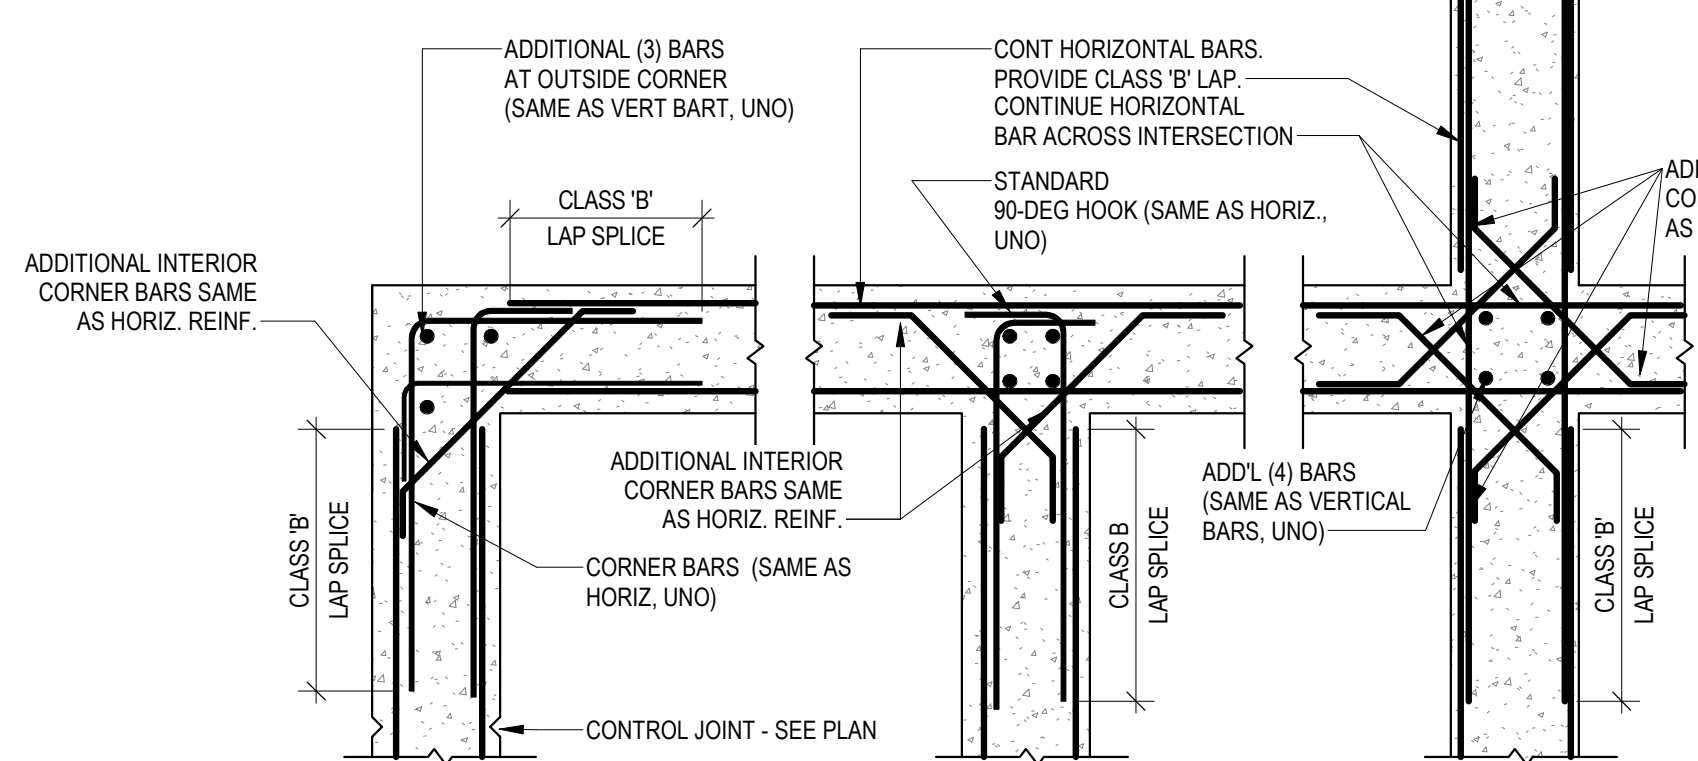 ADDITIONAL (3) BARS
AT OUTSIDE CORNER
(SAME AS VERT BART, UNO)
CLASS 'B'
LAP SPLICE
ADDITIONAL INTERIOR
CORNER BARS SAME
AS HORIZ. REINF.
CLASS 'B'
LAP SPLICE
CORNER BARS (SAME AS
HORIZ, UNO)
CONTROL JOINT - SEE PLAN
CONT HORIZONTAL BARS.
PROVIDE CLASS 'B' LAP.
CONTINUE HORIZONTAL
BAR ACROSS INTERSECTION
STANDARD
90-DEG HOOK (SAME AS HORIZ.,
UNO)
ADDITIONAL INTERIOR
CORNER BARS SAME
AS HORIZ. REINF.
CLASS B
LAP SPLICE
ADD'L (4) BARS
(SAME AS VERTICAL
BARS, UNO)
CLASS 'B'
LAP SPLICE
AS